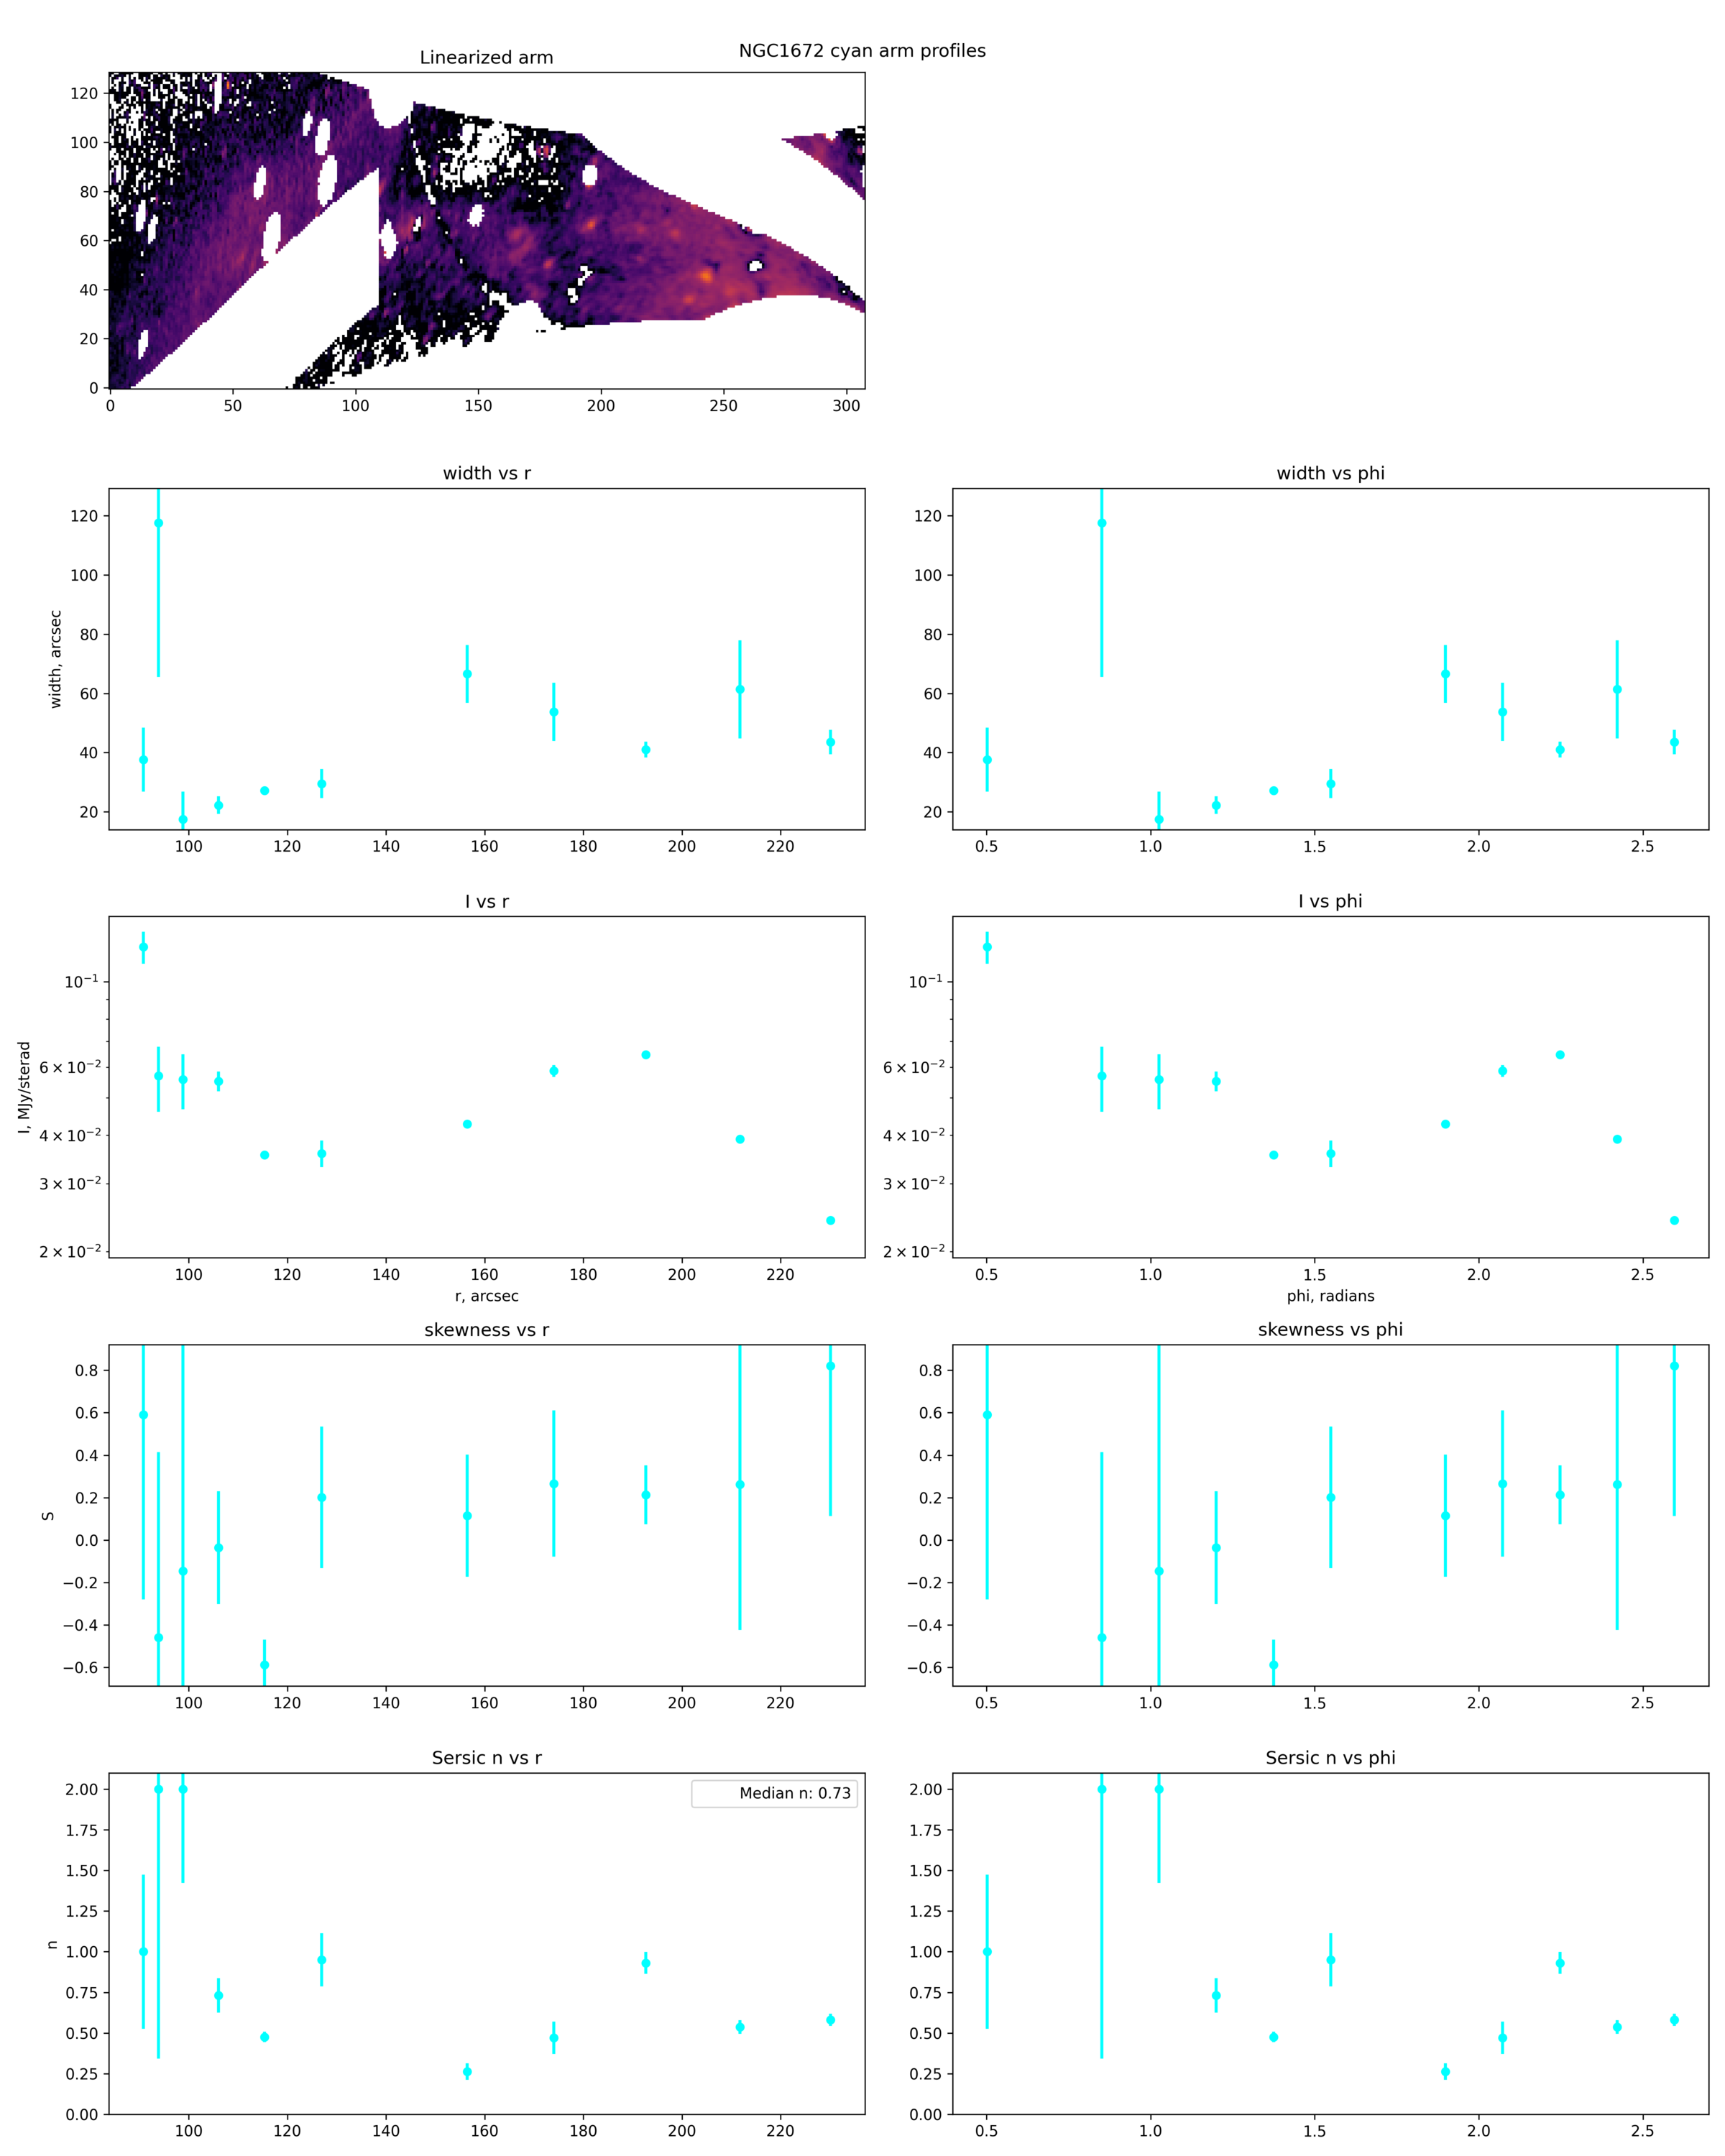 NGC1672 cyan arm profiles
Linearized arm
120
100
80
60
40
20
0
0 50 100 150 200 250 300
width vs r
width, arcsec
120
100
80
60
40
20
100 120 140 160 180 200 220
width vs phi
120
100
80
60
40
20
0.5 1.0 1.5 2.0 2.5
I vs r
I, MJy/sterad
10⁻¹
6 × 10⁻²
4 × 10⁻²
3 × 10⁻²
2 × 10⁻²
100 120 140 160 180 200 220
r, arcsec
I vs phi
10⁻¹
6 × 10⁻²
4 × 10⁻²
3 × 10⁻²
2 × 10⁻²
0.5 1.0 1.5 2.0 2.5
phi, radians
skewness vs r
S
0.8
0.6
0.4
0.2
0.0
−0.2
−0.4
−0.6
100 120 140 160 180 200 220
skewness vs phi
0.8
0.6
0.4
0.2
0.0
−0.2
−0.4
−0.6
0.5 1.0 1.5 2.0 2.5
Sersic n vs r
Median n: 0.73
n
2.00
1.75
1.50
1.25
1.00
0.75
0.50
0.25
0.00
100 120 140 160 180 200 220
Sersic n vs phi
2.00
1.75
1.50
1.25
1.00
0.75
0.50
0.25
0.00
0.5 1.0 1.5 2.0 2.5